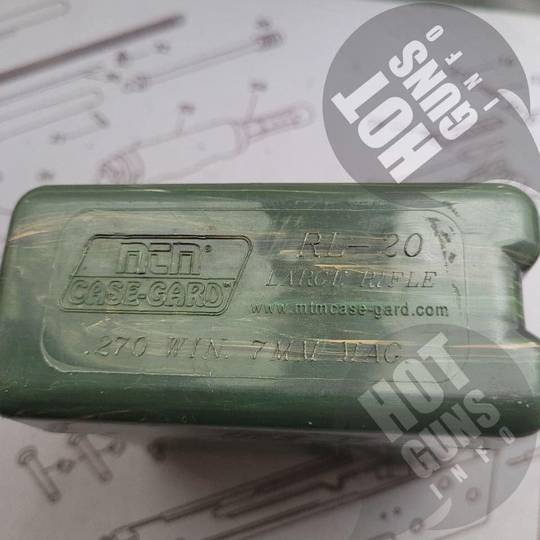 HOT
GUNS
INFO
MTM®
CASE-GARD™
RL-20
LARGE RIFLE
www.mtmcase-gard.com
.270 WIN. 7MM MAG
HOT
GUNS
INFO